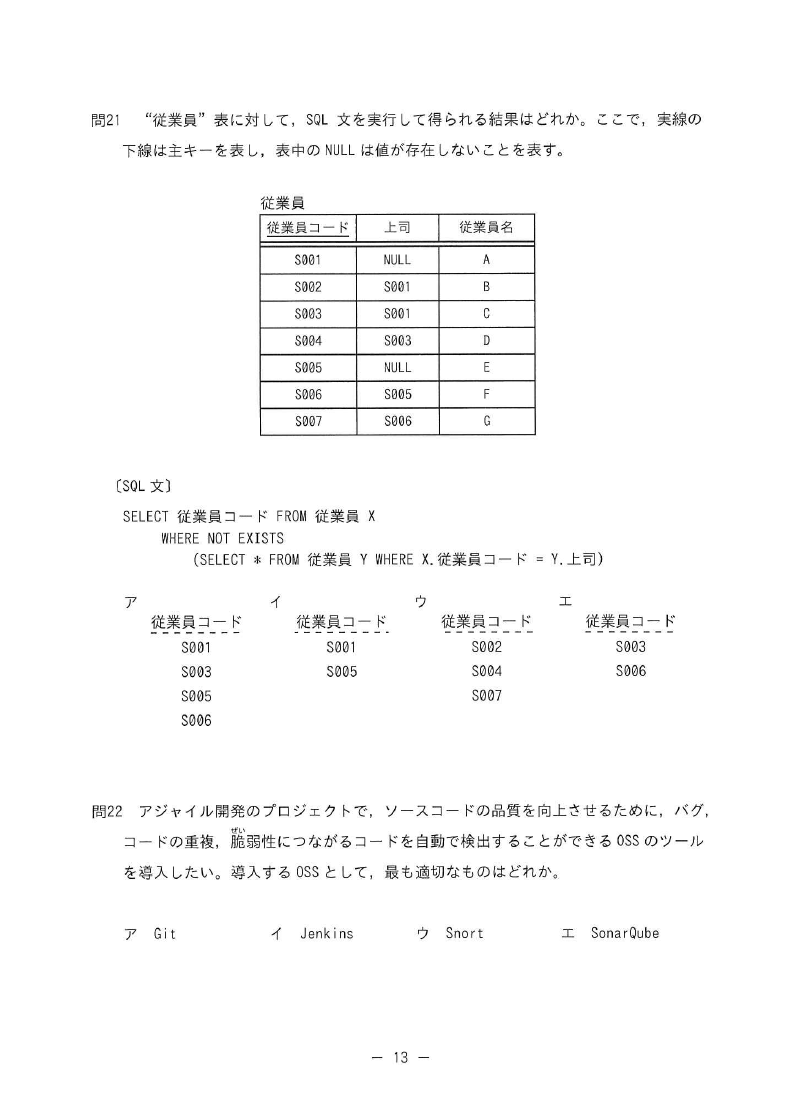 問21 “従業員”表に対して，SQL 文を実行して得られる結果はどれか。ここで，実線の
下線は主キーを表し，表中の NULL は値が存在しないことを表す。
従業員
従業員コード 上司 従業員名
S001 NULL A
S002 S001 B
S003 S001 C
S004 S003 D
S005 NULL E
S006 S005 F
S007 S006 G
〔SQL 文〕
SELECT 従業員コード FROM 従業員 X
WHERE NOT EXISTS
(SELECT * FROM 従業員 Y WHERE X.従業員コード = Y.上司)
ア イ ウ エ
従業員コード 従業員コード 従業員コード 従業員コード
S001 S001 S002 S003
S003 S005 S004 S006
S005 S007
S006
問22 アジャイル開発のプロジェクトで，ソースコードの品質を向上させるために，バグ，
ぜい
コードの重複，脆弱性につながるコードを自動で検出することができる OSS のツール
を導入したい。導入する OSS として，最も適切なものはどれか。
ア Git イ Jenkins ウ Snort エ SonarQube
－ 13 －